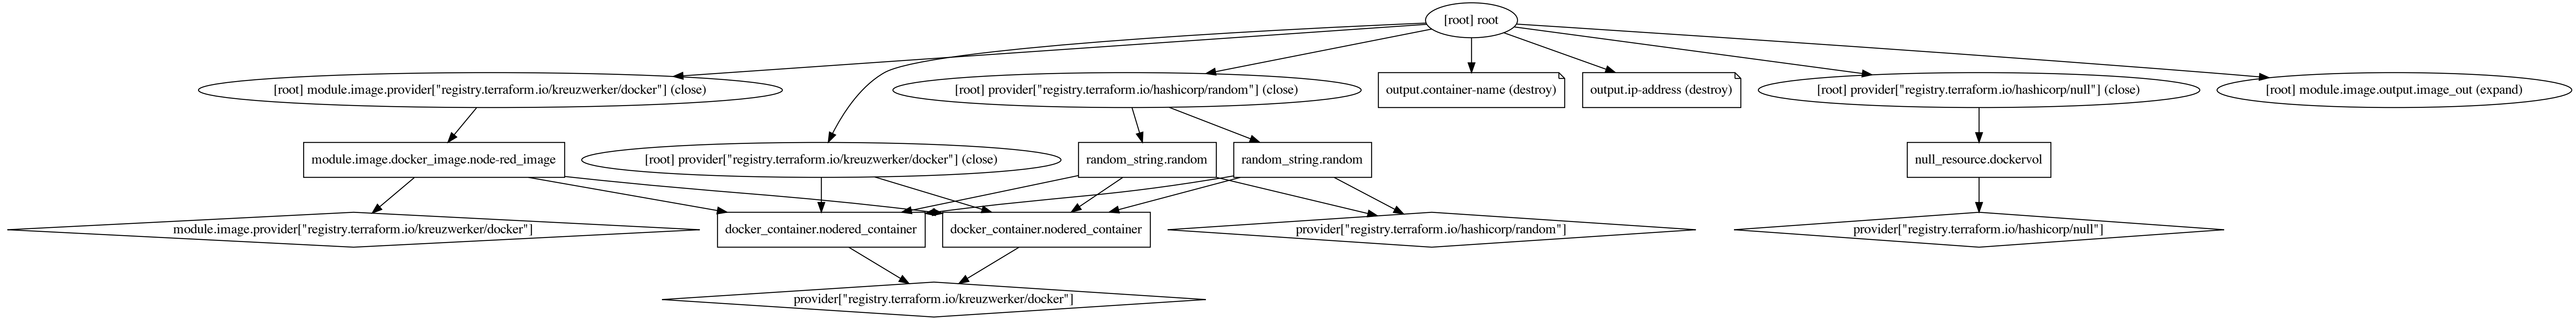 [root] root
[root] module.image.provider["registry.terraform.io/kreuzwerker/docker"] (close)
[root] provider["registry.terraform.io/hashicorp/random"] (close)
output.container-name (destroy)
output.ip-address (destroy)
[root] provider["registry.terraform.io/hashicorp/null"] (close)
[root] module.image.output.image_out (expand)
module.image.docker_image.node-red_image
[root] provider["registry.terraform.io/kreuzwerker/docker"] (close)
random_string.random
random_string.random
null_resource.dockervol
module.image.provider["registry.terraform.io/kreuzwerker/docker"]
docker_container.nodered_container
docker_container.nodered_container
provider["registry.terraform.io/hashicorp/random"]
provider["registry.terraform.io/hashicorp/null"]
provider["registry.terraform.io/kreuzwerker/docker"]